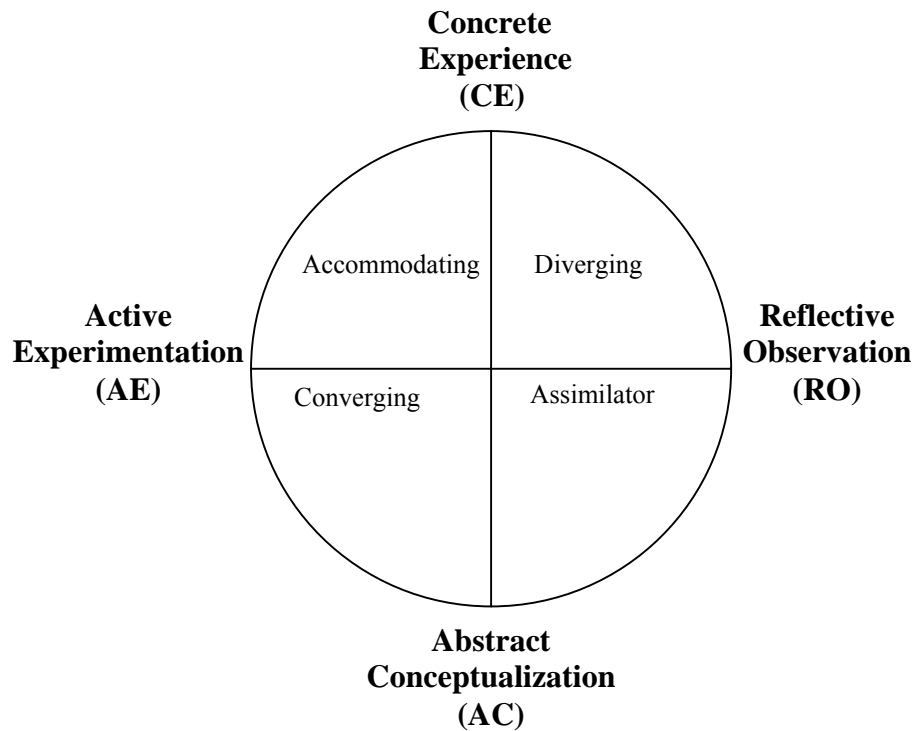 Concrete
Experience
(CE)
Accommodating
Diverging
Active
Experimentation
(AE)
Reflective
Observation
(RO)
Converging
Assimilator
Abstract
Conceptualization
(AC)